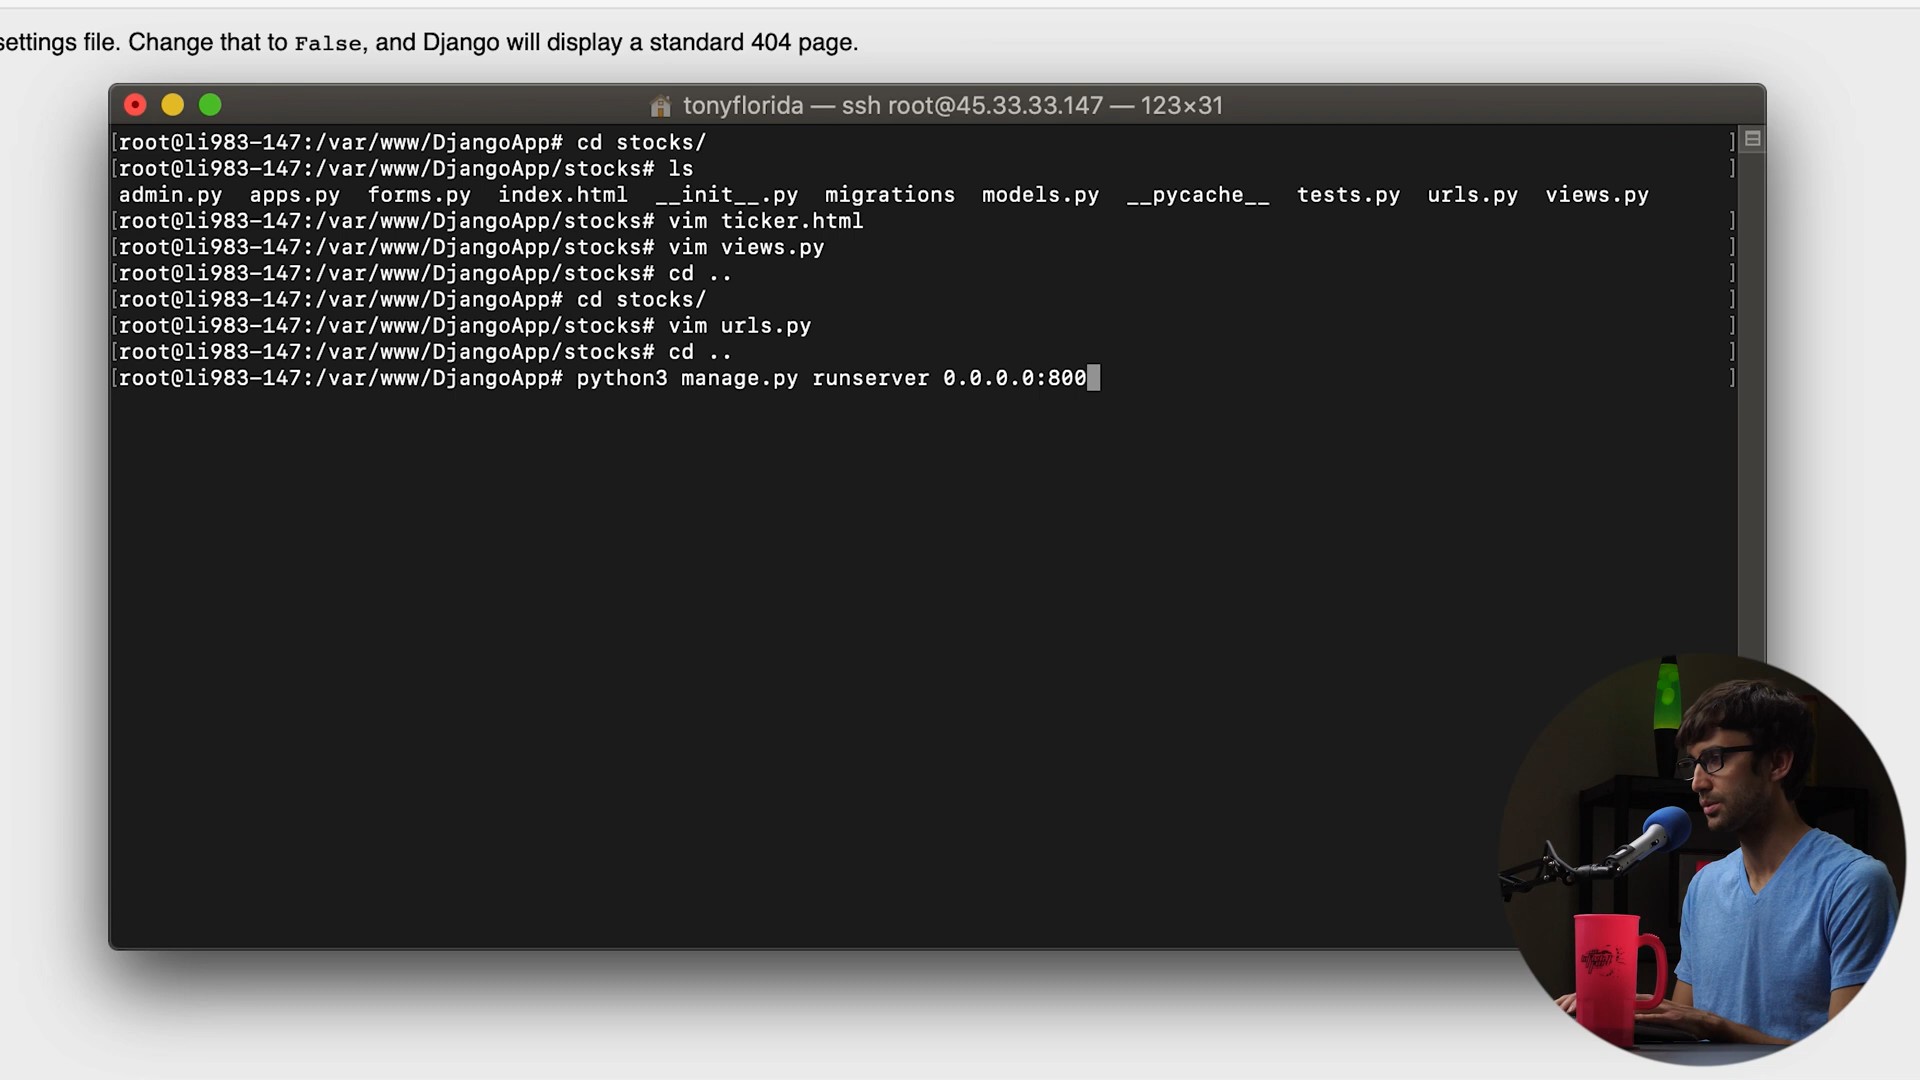 settings file. Change that to False, and Django will display a standard 404 page.
tonyflorida — ssh root@45.33.33.147 — 123×31
[root@li983-147:/var/www/DjangoApp# cd stocks/ ]
[root@li983-147:/var/www/DjangoApp/stocks# ls ]
admin.py apps.py forms.py index.html __init__.py migrations models.py __pycache__ tests.py urls.py views.py
[root@li983-147:/var/www/DjangoApp/stocks# vim ticker.html ]
[root@li983-147:/var/www/DjangoApp/stocks# vim views.py ]
[root@li983-147:/var/www/DjangoApp/stocks# cd .. ]
[root@li983-147:/var/www/DjangoApp# cd stocks/ ]
[root@li983-147:/var/www/DjangoApp/stocks# vim urls.py ]
[root@li983-147:/var/www/DjangoApp/stocks# cd .. ]
[root@li983-147:/var/www/DjangoApp# python3 manage.py runserver 0.0.0.0:800 ]